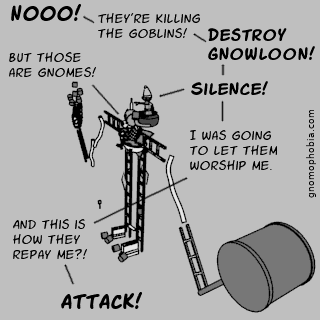 NOOO!
THEY'RE KILLING
THE GOBLINS!
DESTROY
GNOWLOON!
BUT THOSE
ARE GNOMES!
SILENCE!
I WAS GOING
TO LET THEM
WORSHIP ME.
AND THIS IS
HOW THEY
REPAY ME?!
ATTACK!
gnomophobia.com